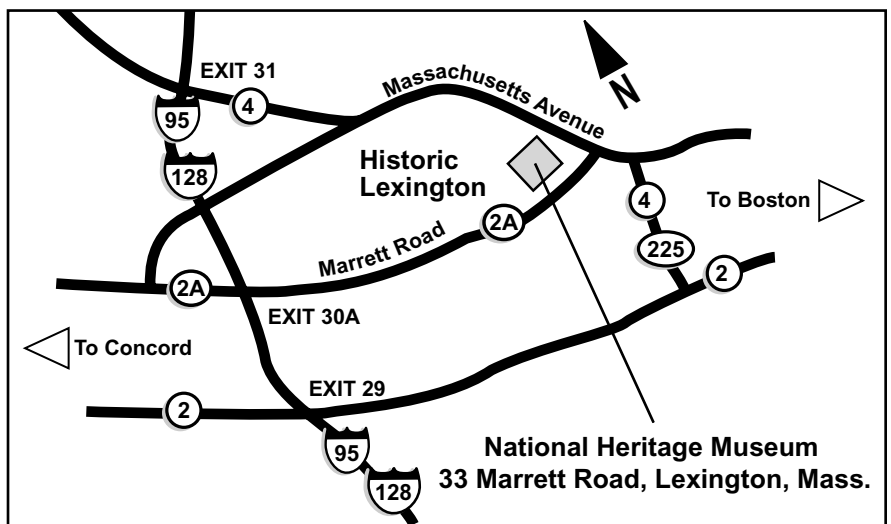 EXIT 31
Massachusetts Avenue
N
95
4
128
Historic
Lexington
4
To Boston
2A
Marrett Road
225
2
2A
EXIT 30A
To Concord
EXIT 29
2
95
National Heritage Museum
33 Marrett Road, Lexington, Mass.
128